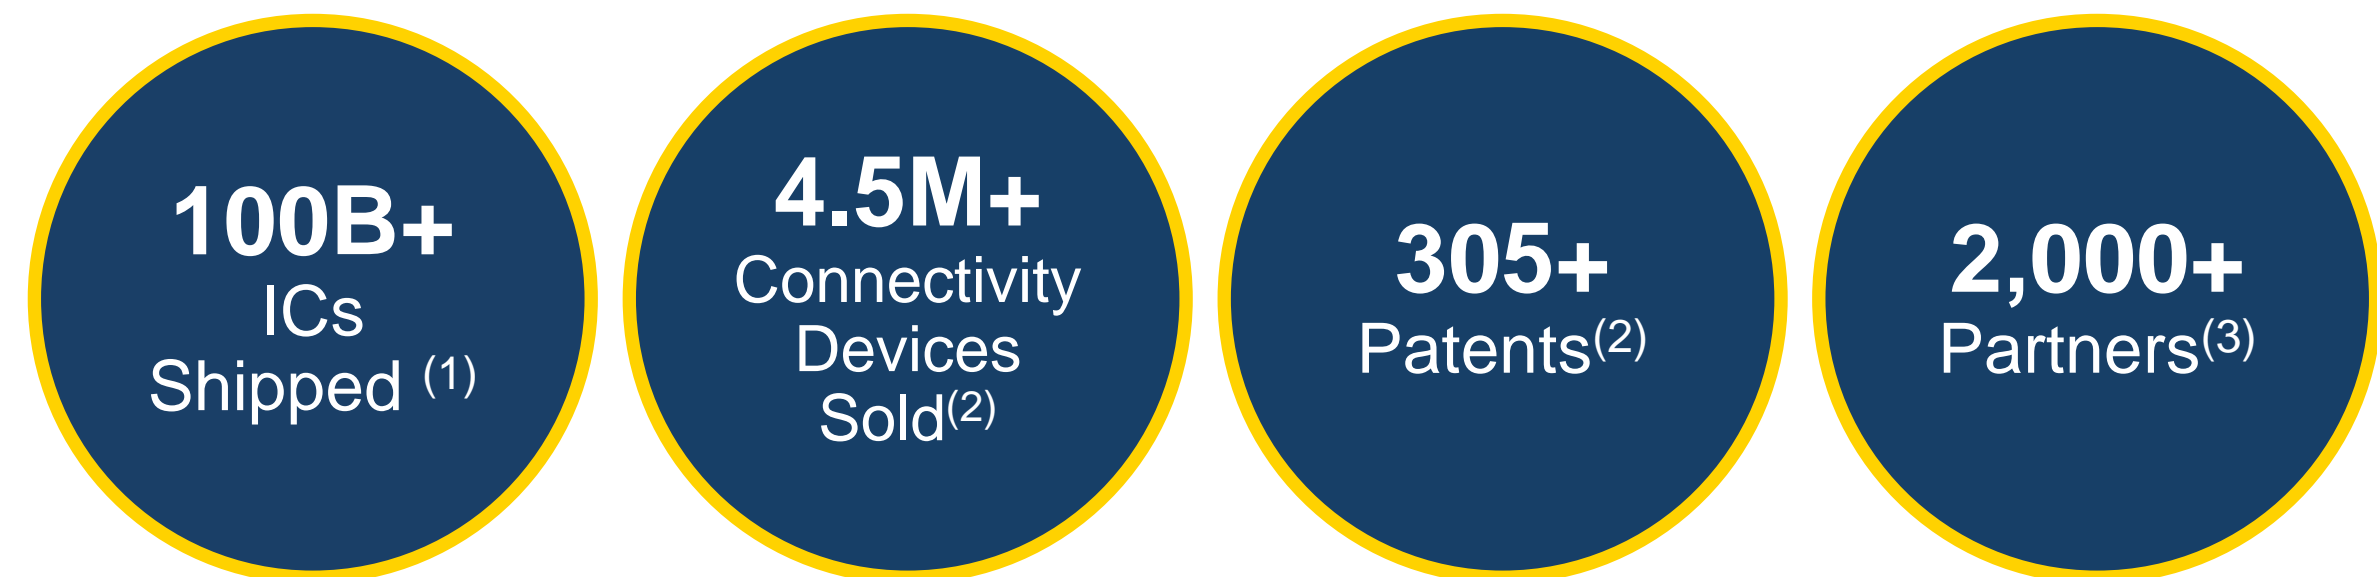 100B+
ICs
Shipped (1)
4.5M+
Connectivity
Devices
Sold(2)
305+
Patents(2)
2,000+
Partners(3)